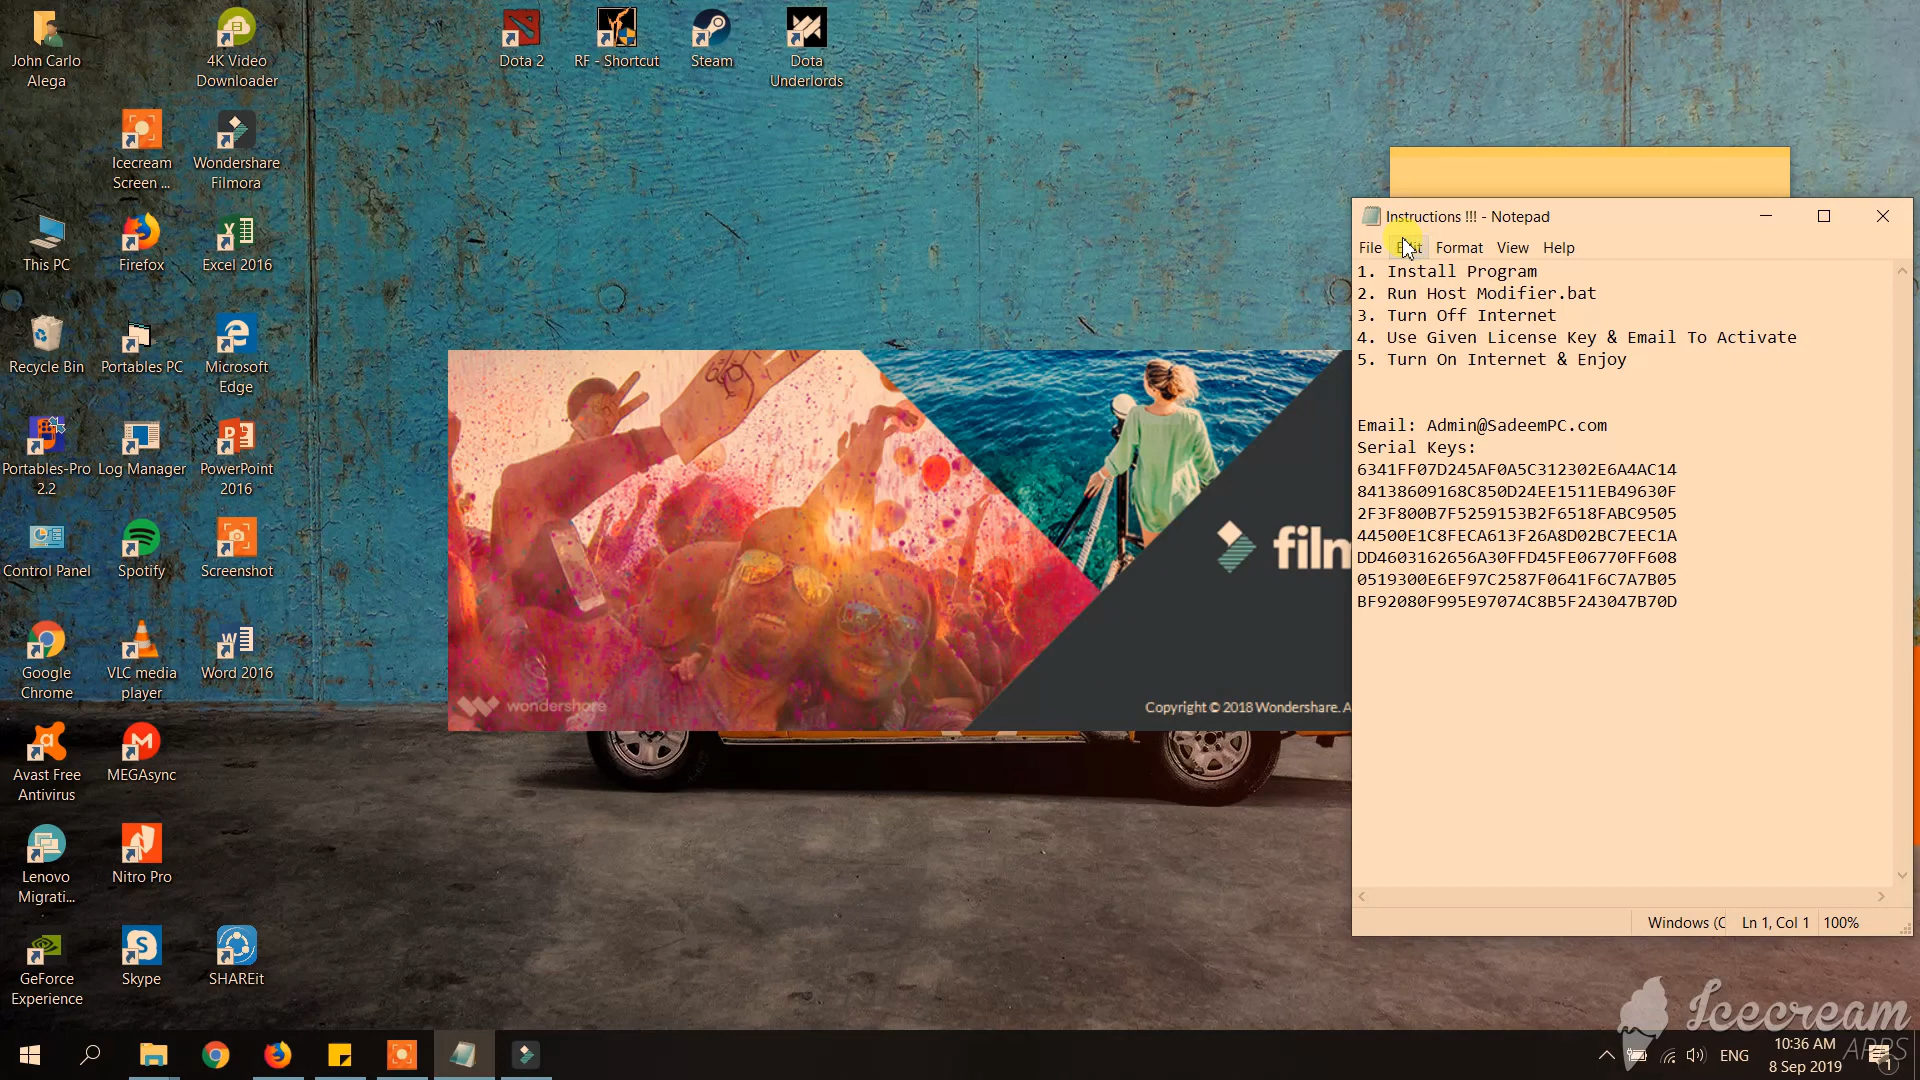 John Carlo
Alega
4K Video
Downloader
Dota 2
RF - Shortcut
Steam
Dota
Underlords
Icecream
Screen ...
Wondershare
Filmora
This PC
Firefox
Excel 2016
Recycle Bin
Portables PC
Microsoft
Edge
Portables-Pro
2.2
Log Manager
PowerPoint
2016
Control Panel
Spotify
Screenshot
Google
Chrome
VLC media
player
Word 2016
Avast Free
Antivirus
MEGAsync
Lenovo
Migrati...
Nitro Pro
GeForce
Experience
Skype
SHAREit
film
wondershare
Copyright © 2018 Wondershare. A
Instructions !!! - Notepad
File Edit Format View Help
1. Install Program
2. Run Host Modifier.bat
3. Turn Off Internet
4. Use Given License Key & Email To Activate
5. Turn On Internet & Enjoy
Email: Admin@SadeemPC.com
Serial Keys:
6341FF07D245AF0A5C312302E6A4AC14
84138609168C850D24EE1511EB49630F
2F3F800B7F5259153B2F6518FABC9505
44500E1C8FECA613F26A8D02BC7EEC1A
DD4603162656A30FFD45FE06770FF608
0519300E6EF97C2587F0641F6C7A7B05
BF92080F995E97074C8B5F243047B70D
Windows (C
Ln 1, Col 1
100%
Icecream
APPS
ENG
10:36 AM
8 Sep 2019
1